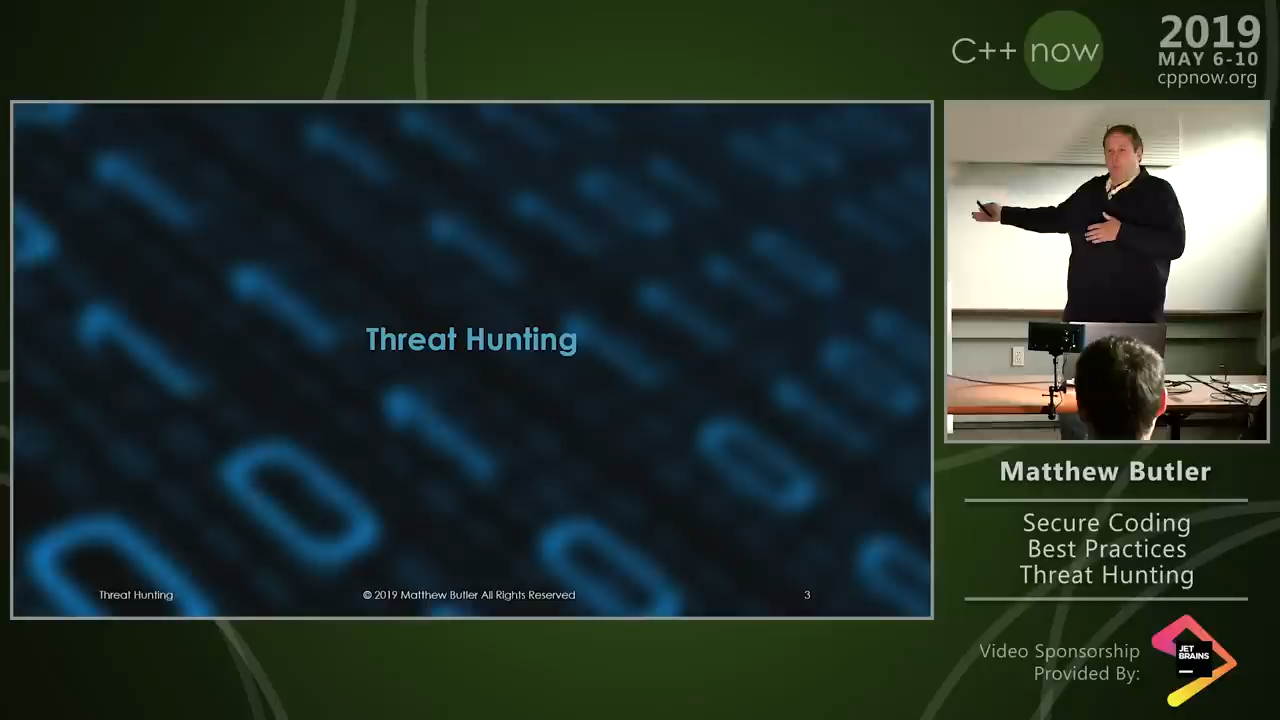 C++ now
2019
MAY 6-10
cppnow.org
Threat Hunting
Threat Hunting
© 2019 Matthew Butler All Rights Reserved
3
Matthew Butler
Secure Coding
Best Practices
Threat Hunting
Video Sponsorship
Provided By:
JET
BRAINS